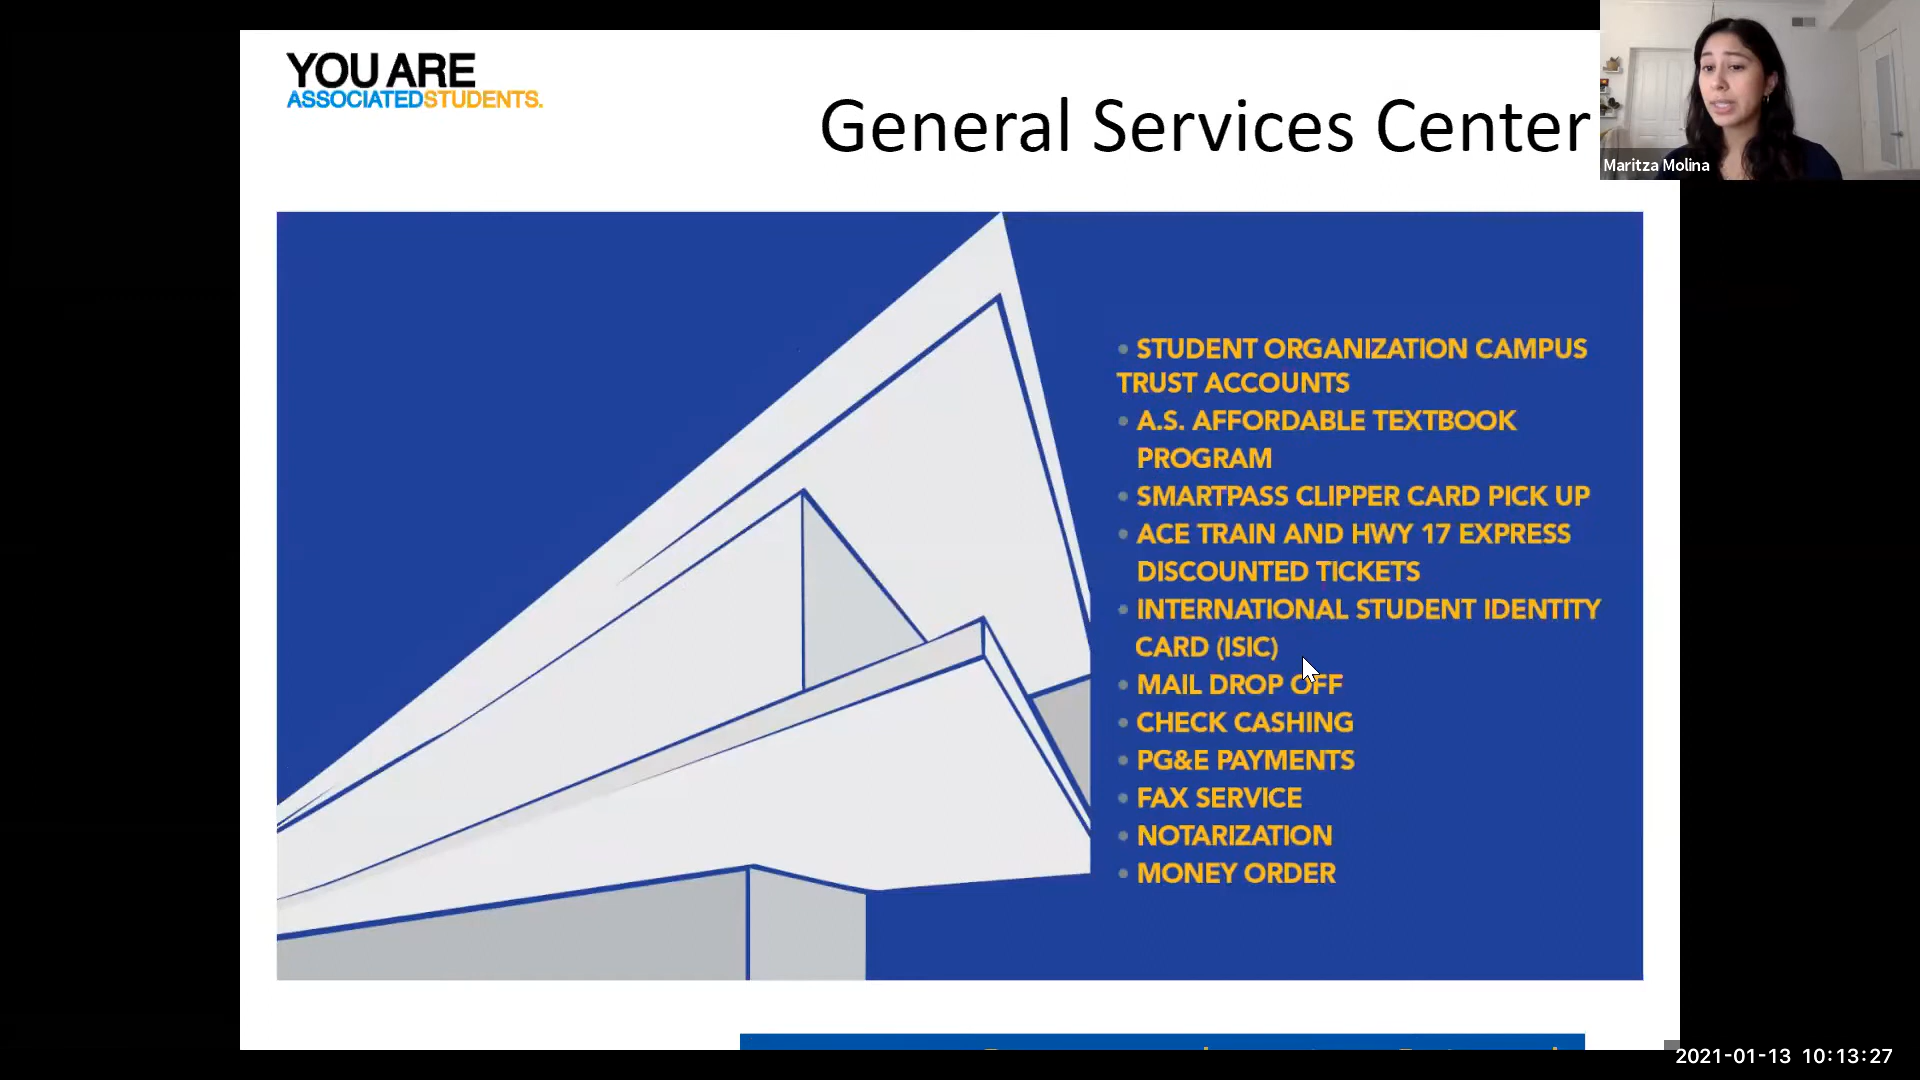 YOU ARE
ASSOCIATEDSTUDENTS.
General Services Center
Maritza Molina
• STUDENT ORGANIZATION CAMPUS
TRUST ACCOUNTS
• A.S. AFFORDABLE TEXTBOOK
PROGRAM
• SMARTPASS CLIPPER CARD PICK UP
• ACE TRAIN AND HWY 17 EXPRESS
DISCOUNTED TICKETS
• INTERNATIONAL STUDENT IDENTITY
CARD (ISIC)
• MAIL DROP OFF
• CHECK CASHING
• PG&E PAYMENTS
• FAX SERVICE
• NOTARIZATION
• MONEY ORDER
2021-01-13 10:13:27